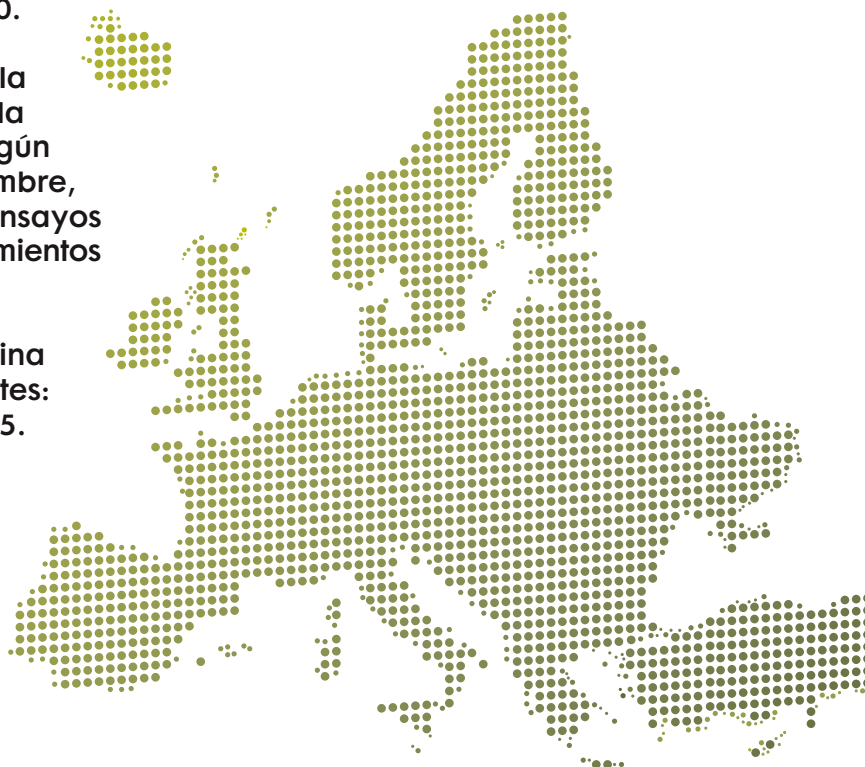 0.
la
la
gún
mbre,
nsayos
mientos
ina
tes:
5.